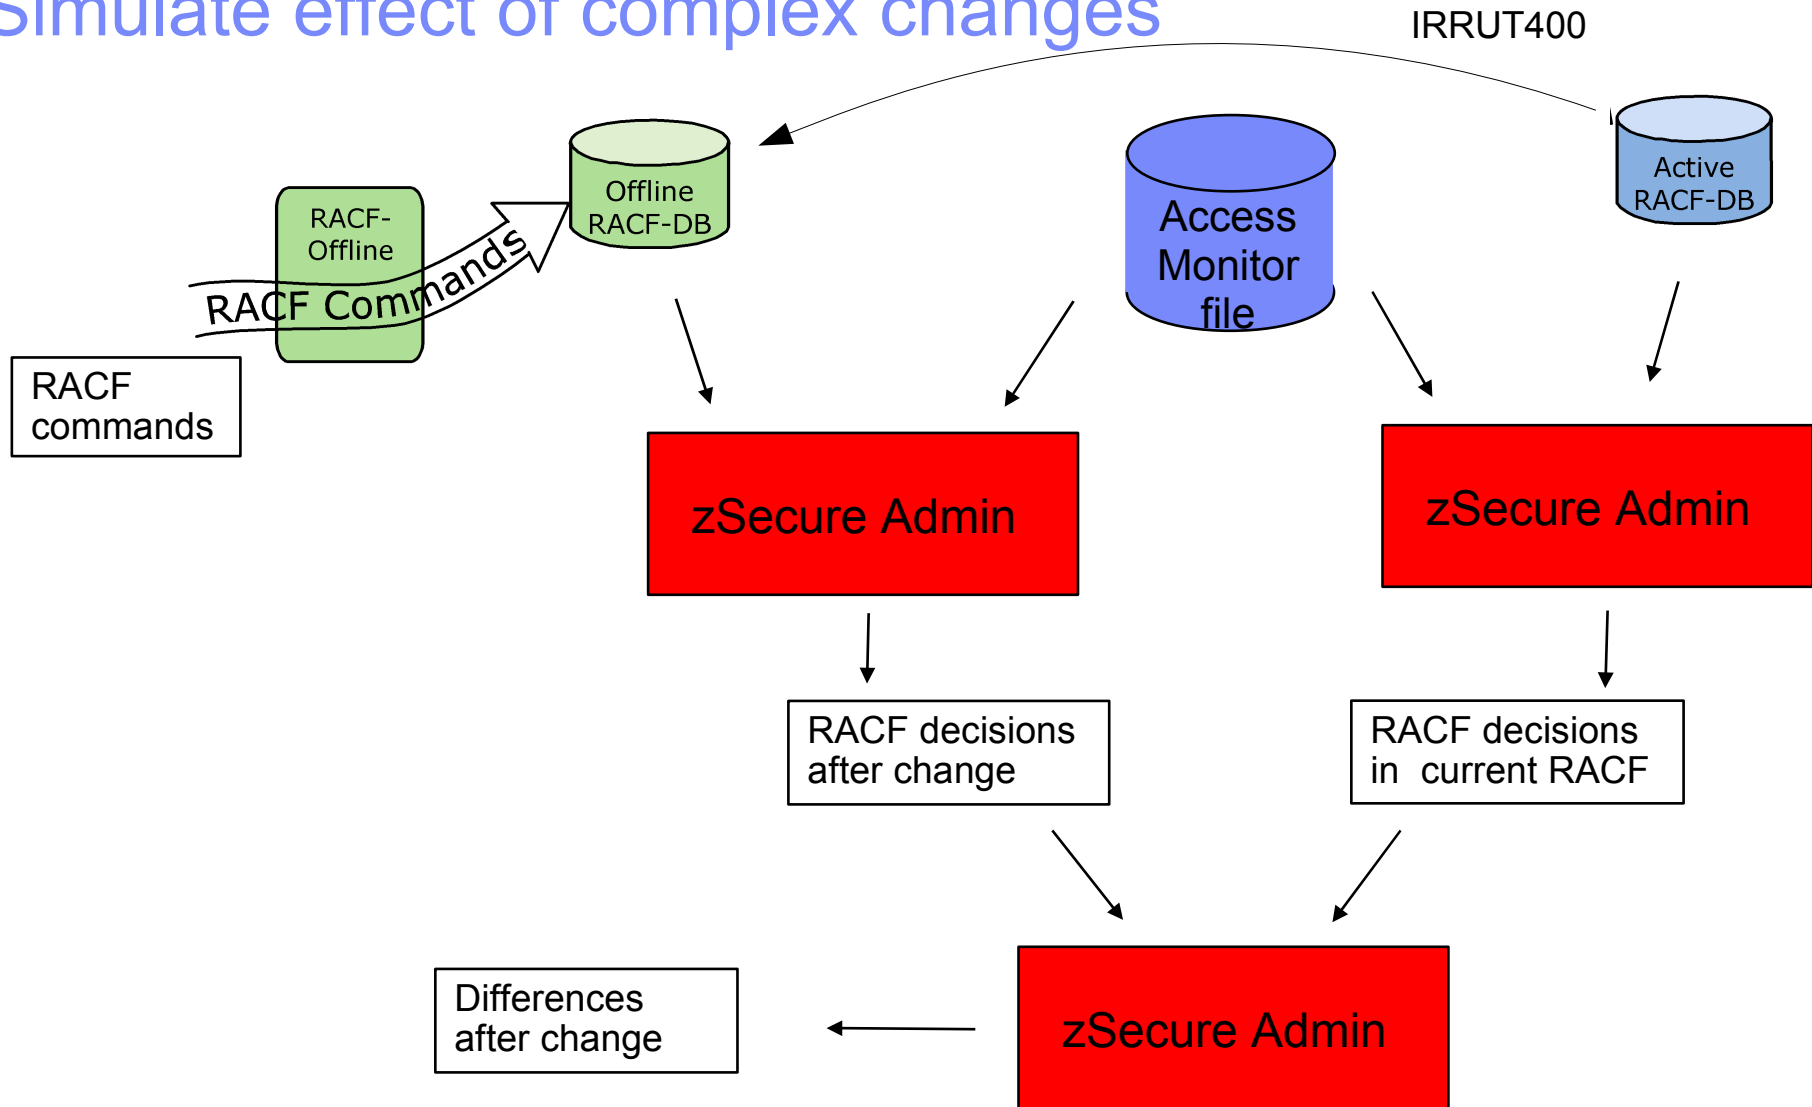 Simulate effect of complex changes
IRRUT400
Offline
RACF-DB
Access
Monitor
file
Active
RACF-DB
RACF-
Offline
RACF Commands
RACF
commands
zSecure Admin
zSecure Admin
RACF decisions
after change
RACF decisions
in current RACF
Differences
after change
zSecure Admin